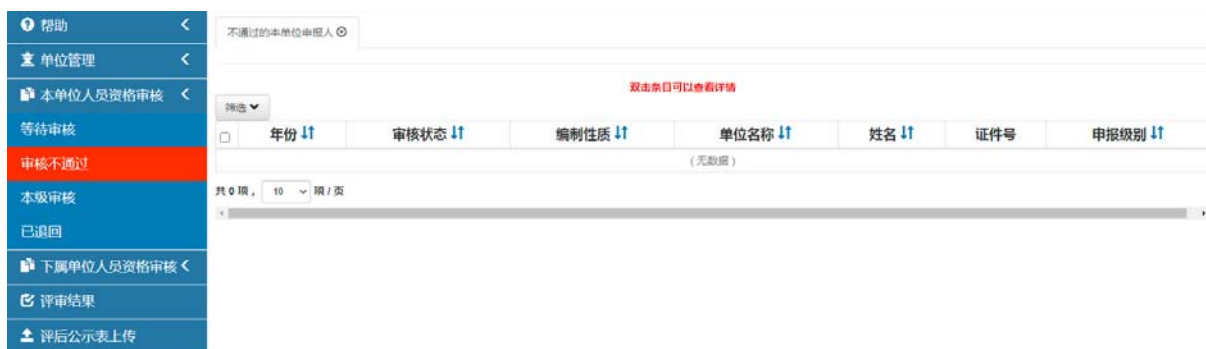 帮助
单位管理
本单位人员资格审核
等待审核
审核不通过
本级审核
已退回
下属单位人员资格审核
评审结果
评后公示表上传
不通过的本单位申报人
双击条目可以查看详情
筛选
年份 审核状态 编制性质 单位名称 姓名 证件号 申报级别
(无数据)
共 0 项， 10 项 / 页